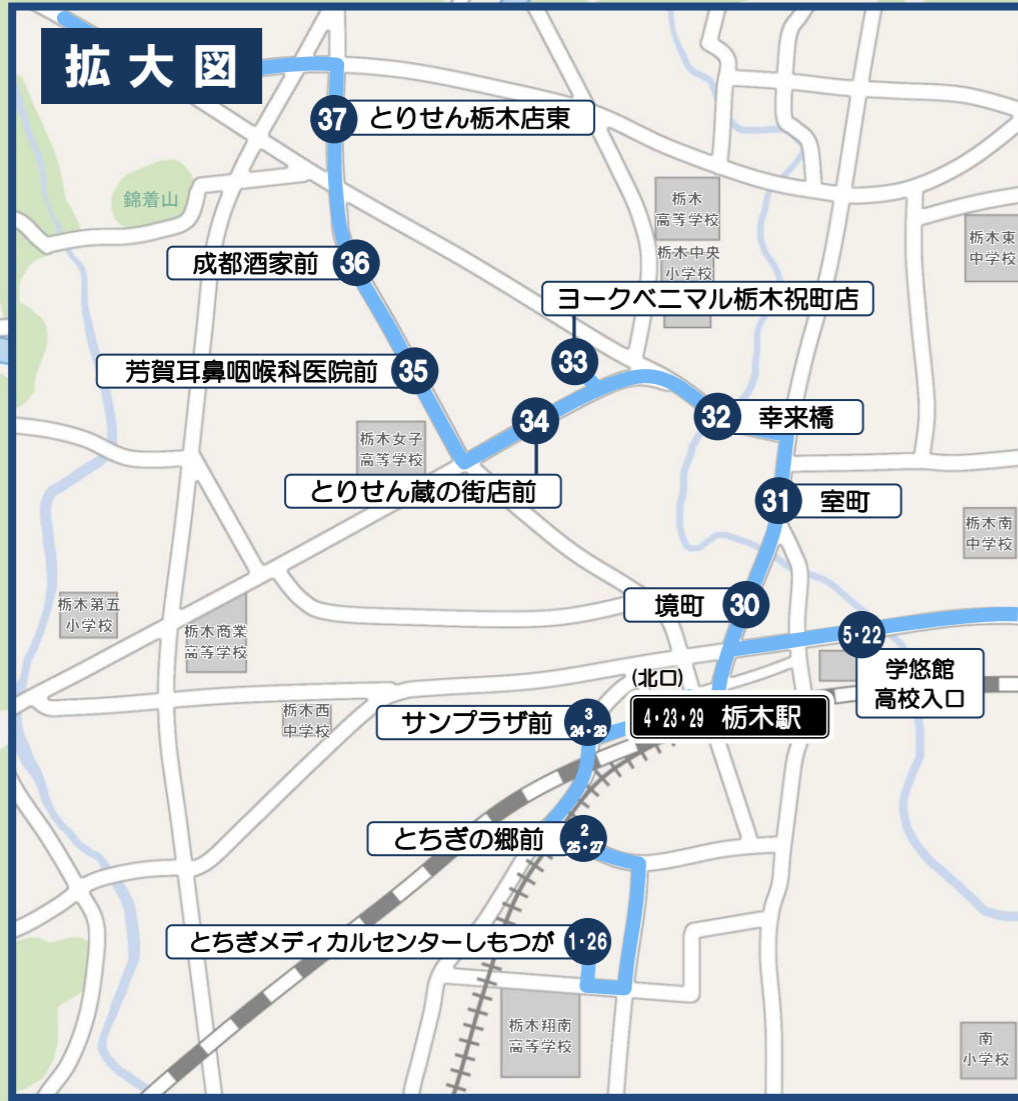 拡大図
37 とりせん栃木店東
錦着山
栃木
高等学校
栃木中央
小学校
栃木東
中学校
成都酒家前 36
ヨークベニマル栃木祝町店
33
芳賀耳鼻咽喉科医院前 35
34
32 幸来橋
栃木女子
高等学校
とりせん蔵の街店前
31 室町
栃木南
中学校
栃木第五
小学校
栃木商業
高等学校
境町 30
5・22
学悠館
高校入口
(北口)
4・23・29 栃木駅
栃木西
中学校
サンプラザ前
3
24・28
とちぎの郷前
2
25・27
とちぎメディカルセンターしもつが 1・26
栃木翔南
高等学校
南
小学校